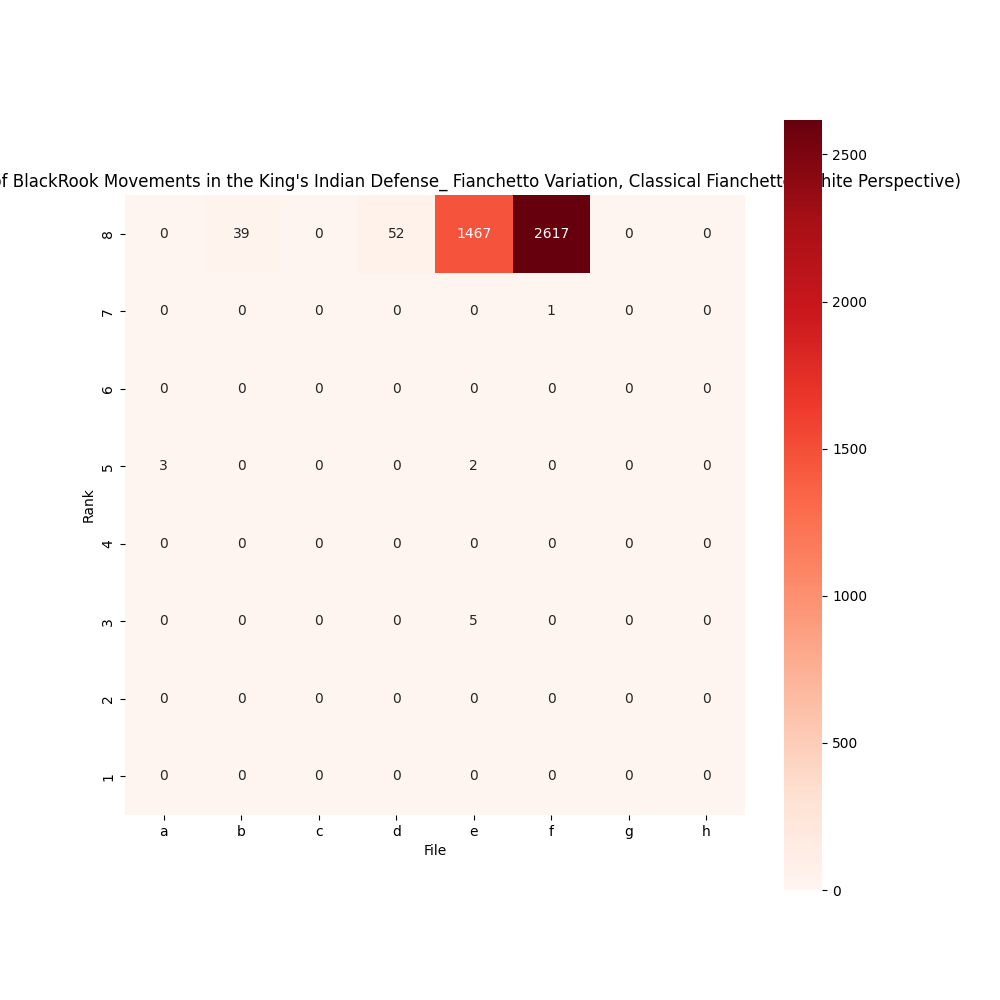 2500
of BlackRook Movements in the King's Indian Defense_ Fianchetto Variation, Classical Fianchetto Perspective)
8 0 39 0 52 1467 2617 0 0
7 0 0 0 0 0 1 0 0
2000
6 0 0 0 0 0 0 0 0
1500
5 3 0 0 0 2 0 0 0
Rank
4 0 0 0 0 0 0 0 0
1000
3 0 0 0 0 5 0 0 0
2 0 0 0 0 0 0 0 0
500
1 0 0 0 0 0 0 0 0
a b c d e f g h
File
0